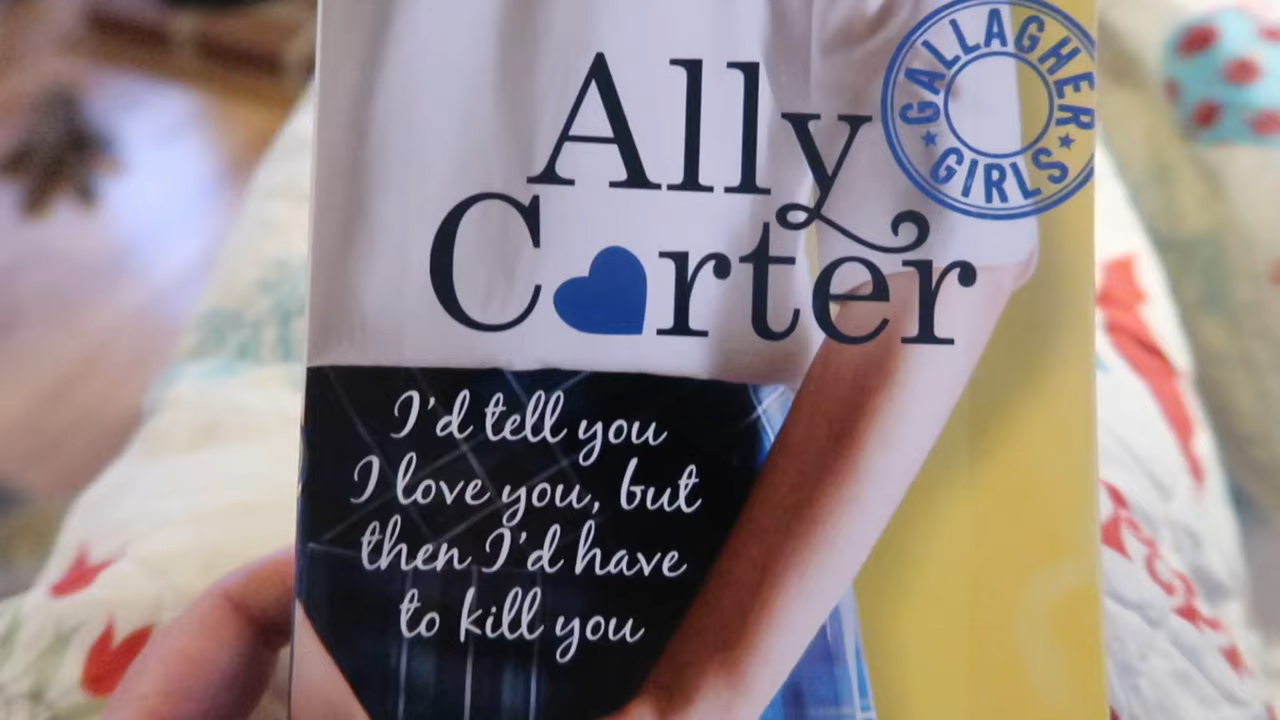 Ally
GALLAGHER
GIRLS
Carter
I'd tell you
I love you, but
then I'd have
to kill you